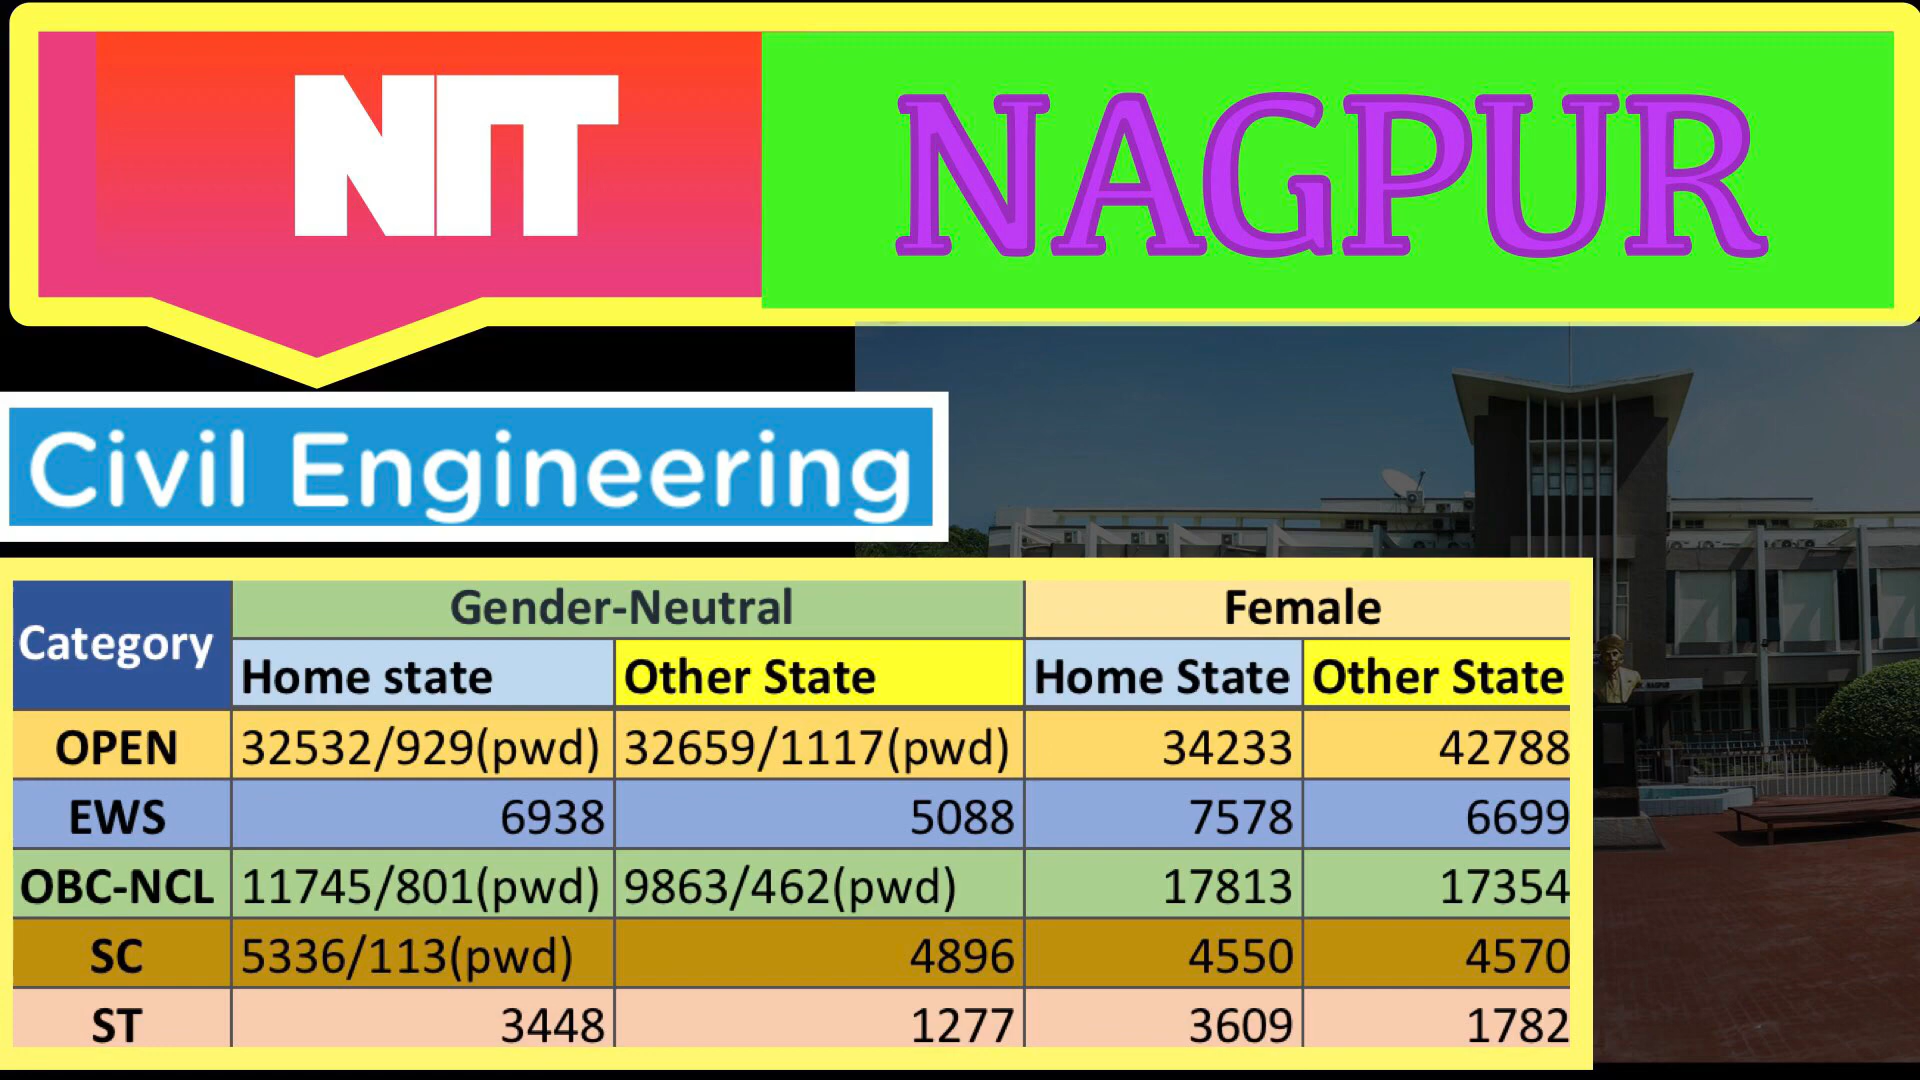 NIT NAGPUR
Civil Engineering
Category Gender-Neutral Female
Home state Other State Home State Other State
OPEN 32532/929(pwd) 32659/1117(pwd) 34233 42788
EWS 6938 5088 7578 6699
OBC-NCL 11745/801(pwd) 9863/462(pwd) 17813 17354
SC 5336/113(pwd) 4896 4550 4570
ST 3448 1277 3609 1782